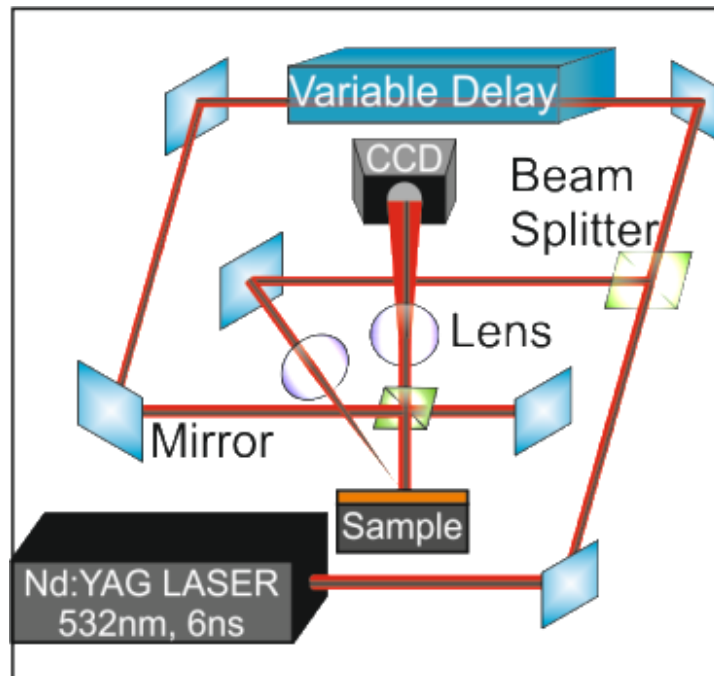 Variable Delay
CCD
Beam
Splitter
Lens
Mirror
Sample
Nd:YAG LASER
532nm, 6ns